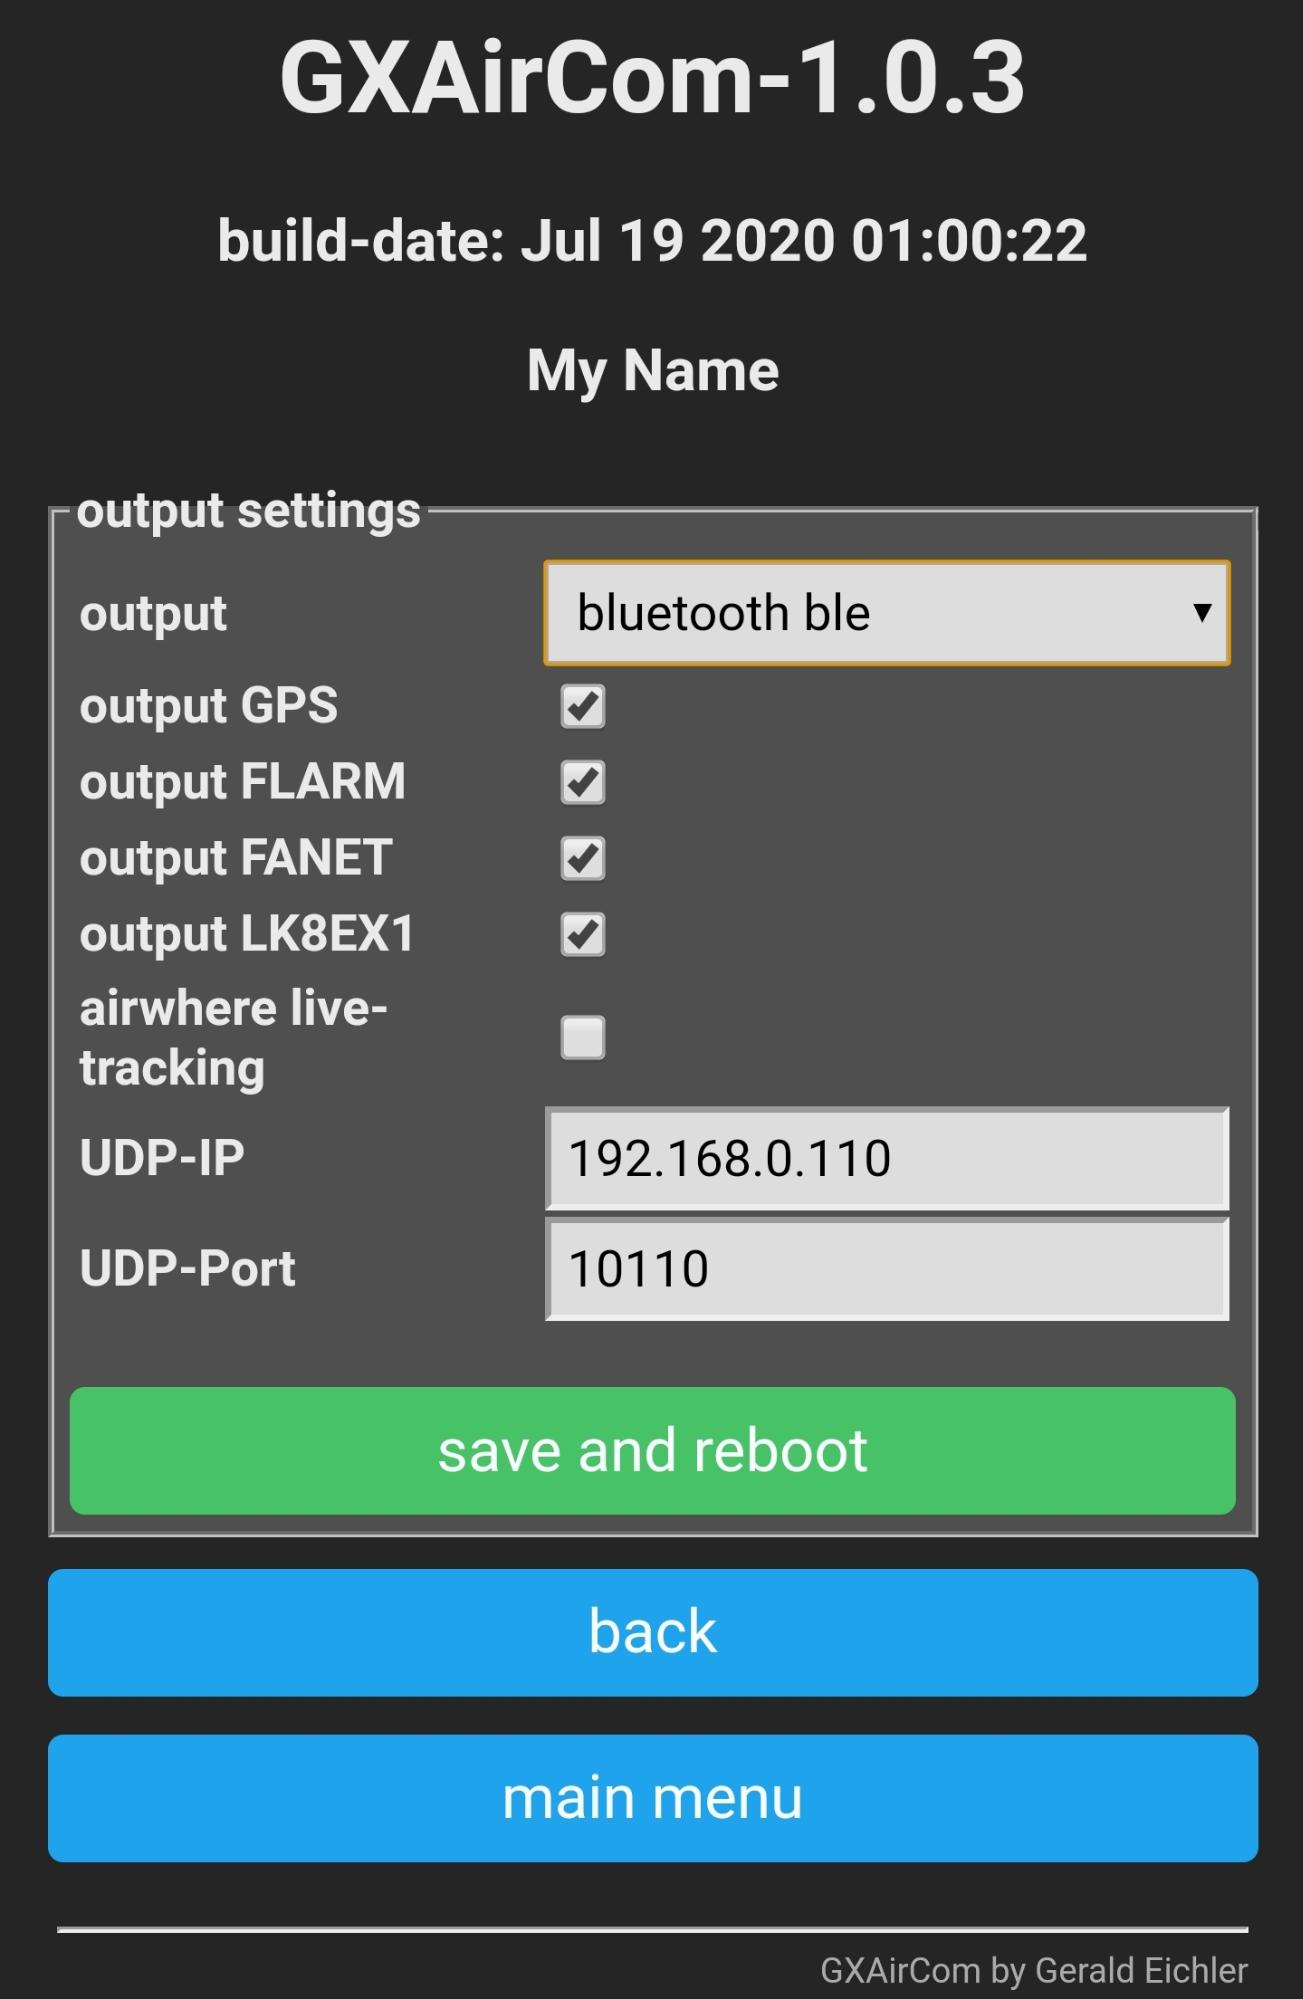 GXAirCom-1.0.3
build-date: Jul 19 2020 01:00:22
My Name
output settings
output bluetooth ble
output GPS
output FLARM
output FANET
output LK8EX1
airwhere live-
tracking
UDP-IP 192.168.0.110
UDP-Port 10110
save and reboot
back
main menu
GXAirCom by Gerald Eichler